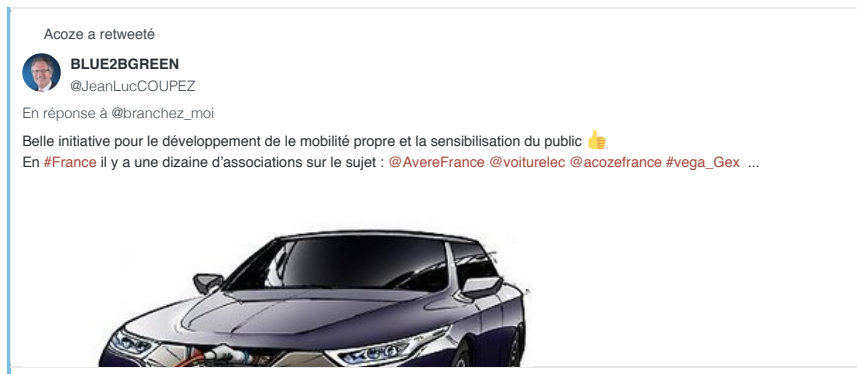 Acoze a retweeté
BLUE2BGREEN
@JeanLucCOUPEZ
En réponse à @branchez_moi
Belle initiative pour le développement de le mobilité propre et la sensibilisation du public 👍
En #France il y a une dizaine d'associations sur le sujet : @AvereFrance @voiturelec @acozefrance #vega_Gex ...